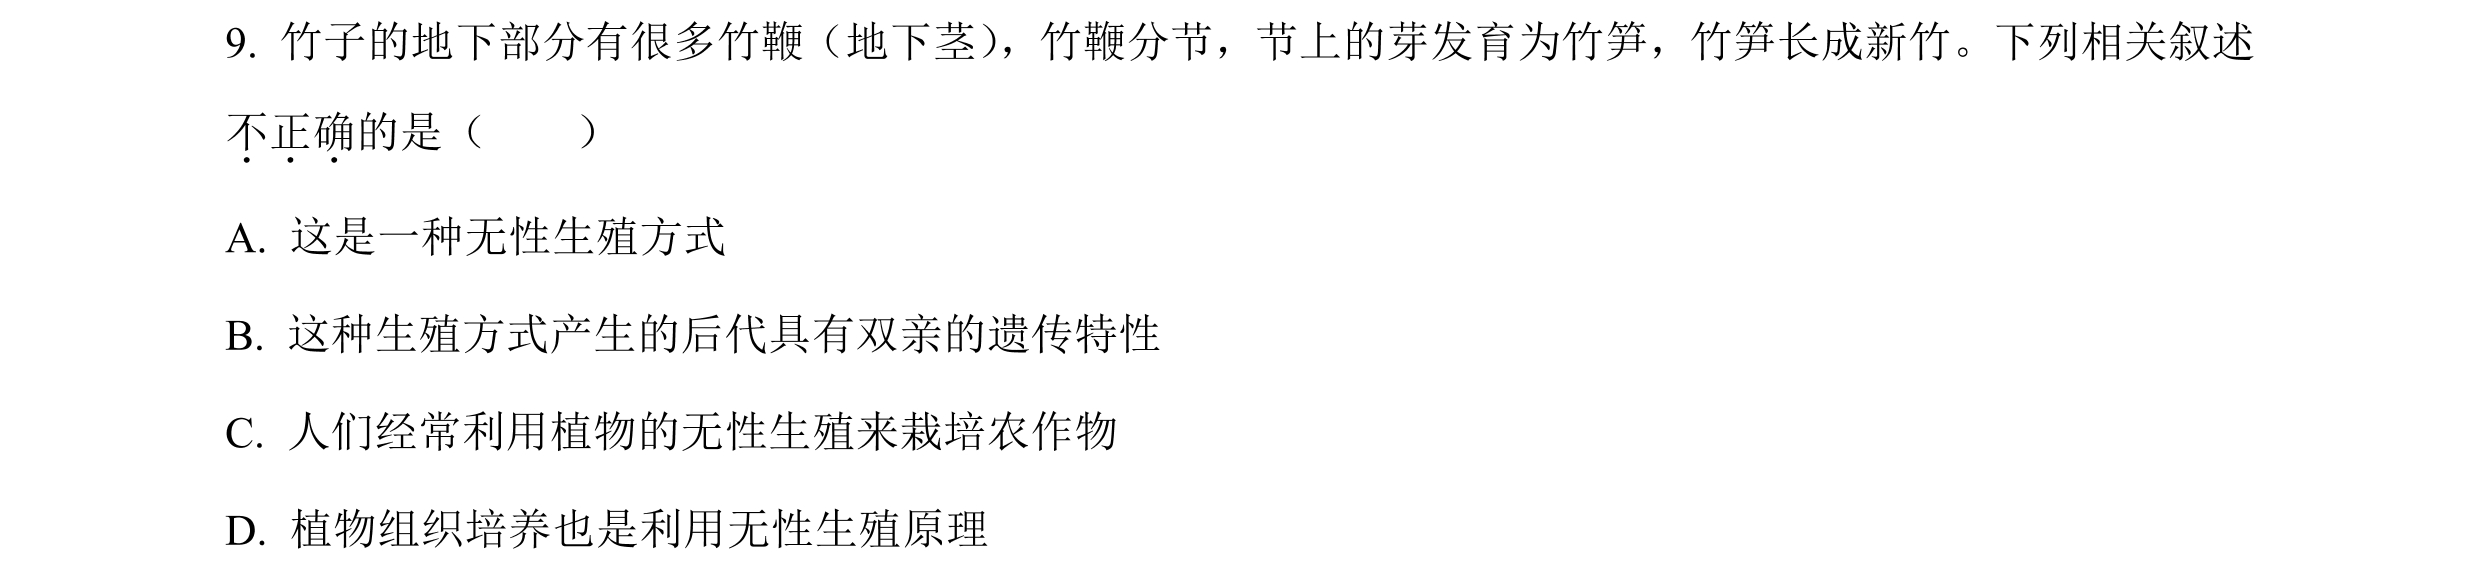 9. 竹子的地下部分有很多竹鞭（地下茎），竹鞭分节，节上的芽发育为竹笋，竹笋长成新竹。下列相关叙述
不正确的是（　　）
A. 这是一种无性生殖方式
B. 这种生殖方式产生的后代具有双亲的遗传特性
C. 人们经常利用植物的无性生殖来栽培农作物
D. 植物组织培养也是利用无性生殖原理